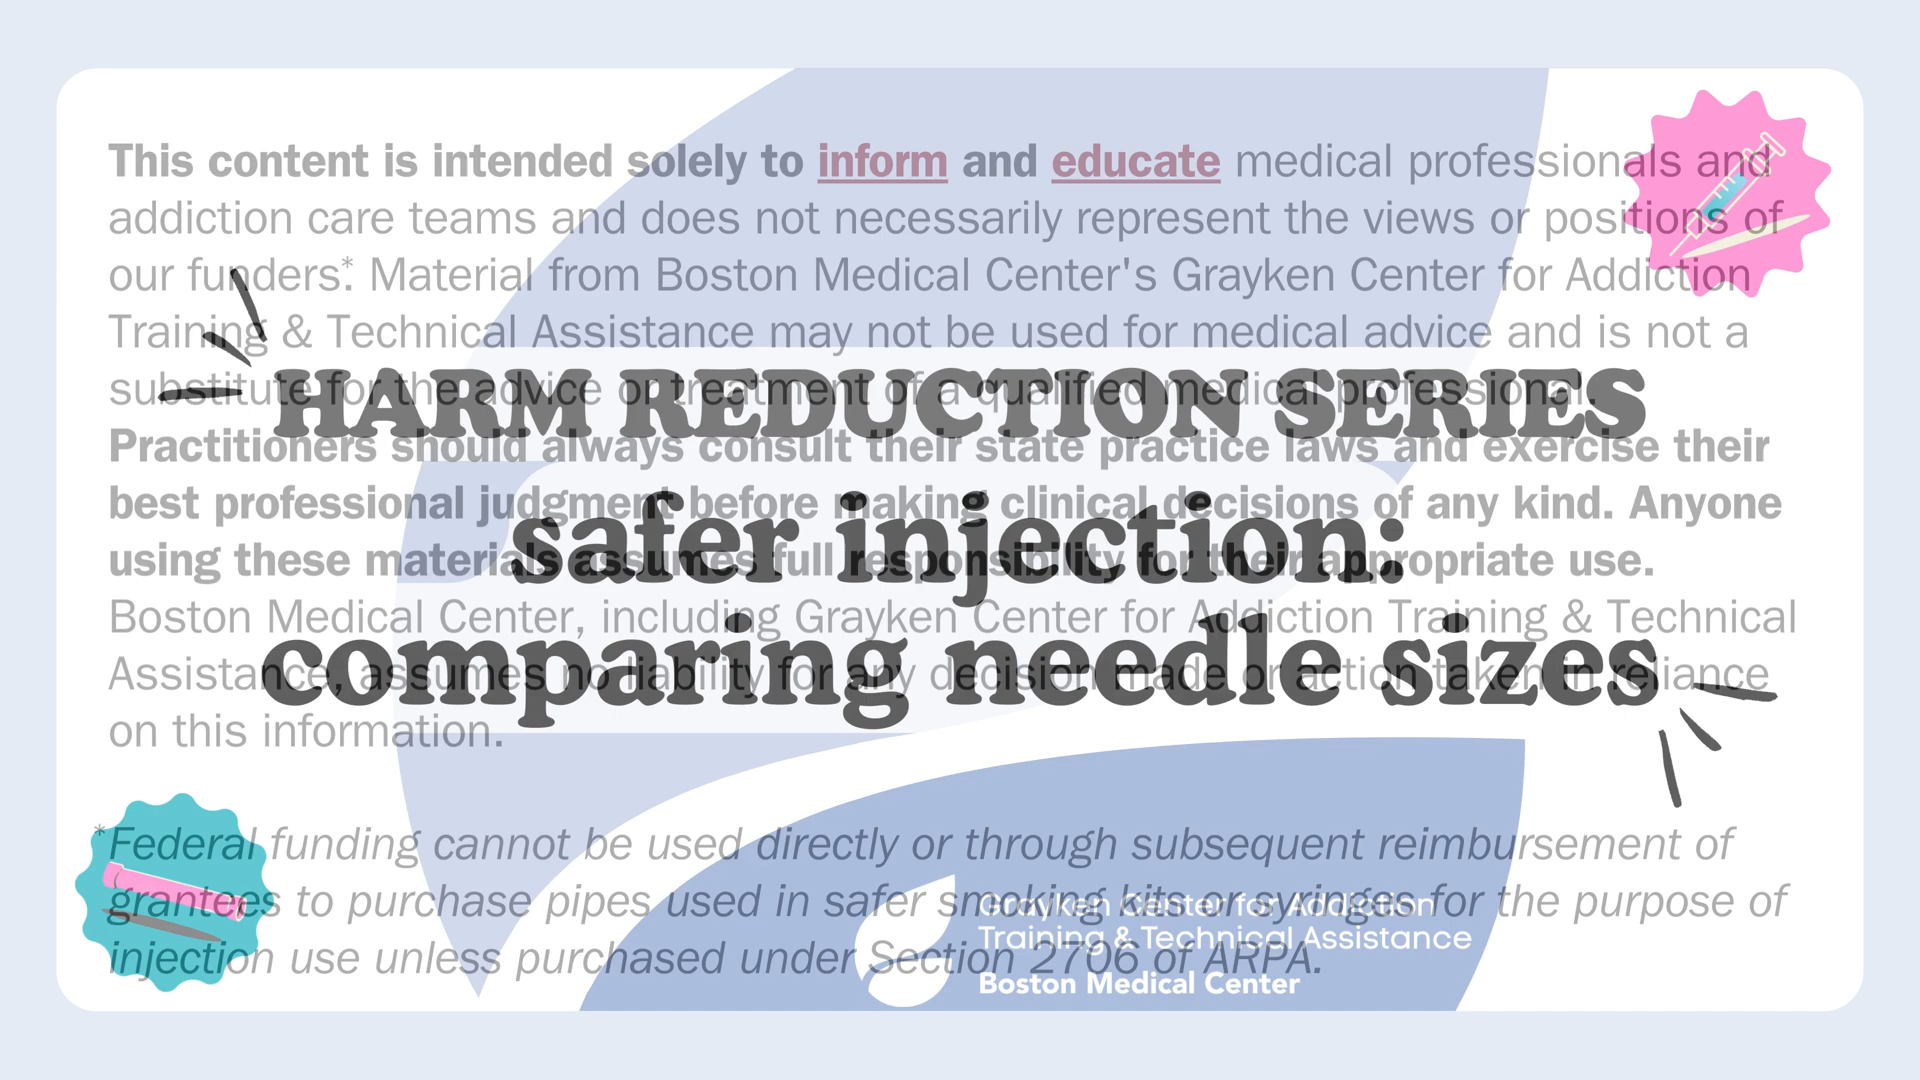 This content is intended solely to inform and educate medical professionals and
addiction care teams and does not necessarily represent the views or positions of
our funders*. Material from Boston Medical Center's Grayken Center for Addiction
Training & Technical Assistance may not be used for medical advice and is not a
substitute for the advice or treatment of a qualified medical professional.
HARM REDUCTION SERIES
Practitioners should always consult their state practice laws and exercise their
best professional judgment before making clinical decisions of any kind. Anyone
safer injection:
using these materials assumes full responsibility for their appropriate use.
Boston Medical Center, including Grayken Center for Addiction Training & Technical
comparing needle sizes
Assistance, assumes no liability for any decision made or action taken in reliance
on this information.
*Federal funding cannot be used directly or through subsequent reimbursement of
grantees to purchase pipes used in safer smoking kits or syringes for the purpose of
injection use unless purchased under Section 2706 of ARPA.
Grayken Center for Addiction
Training & Technical Assistance
Boston Medical Center